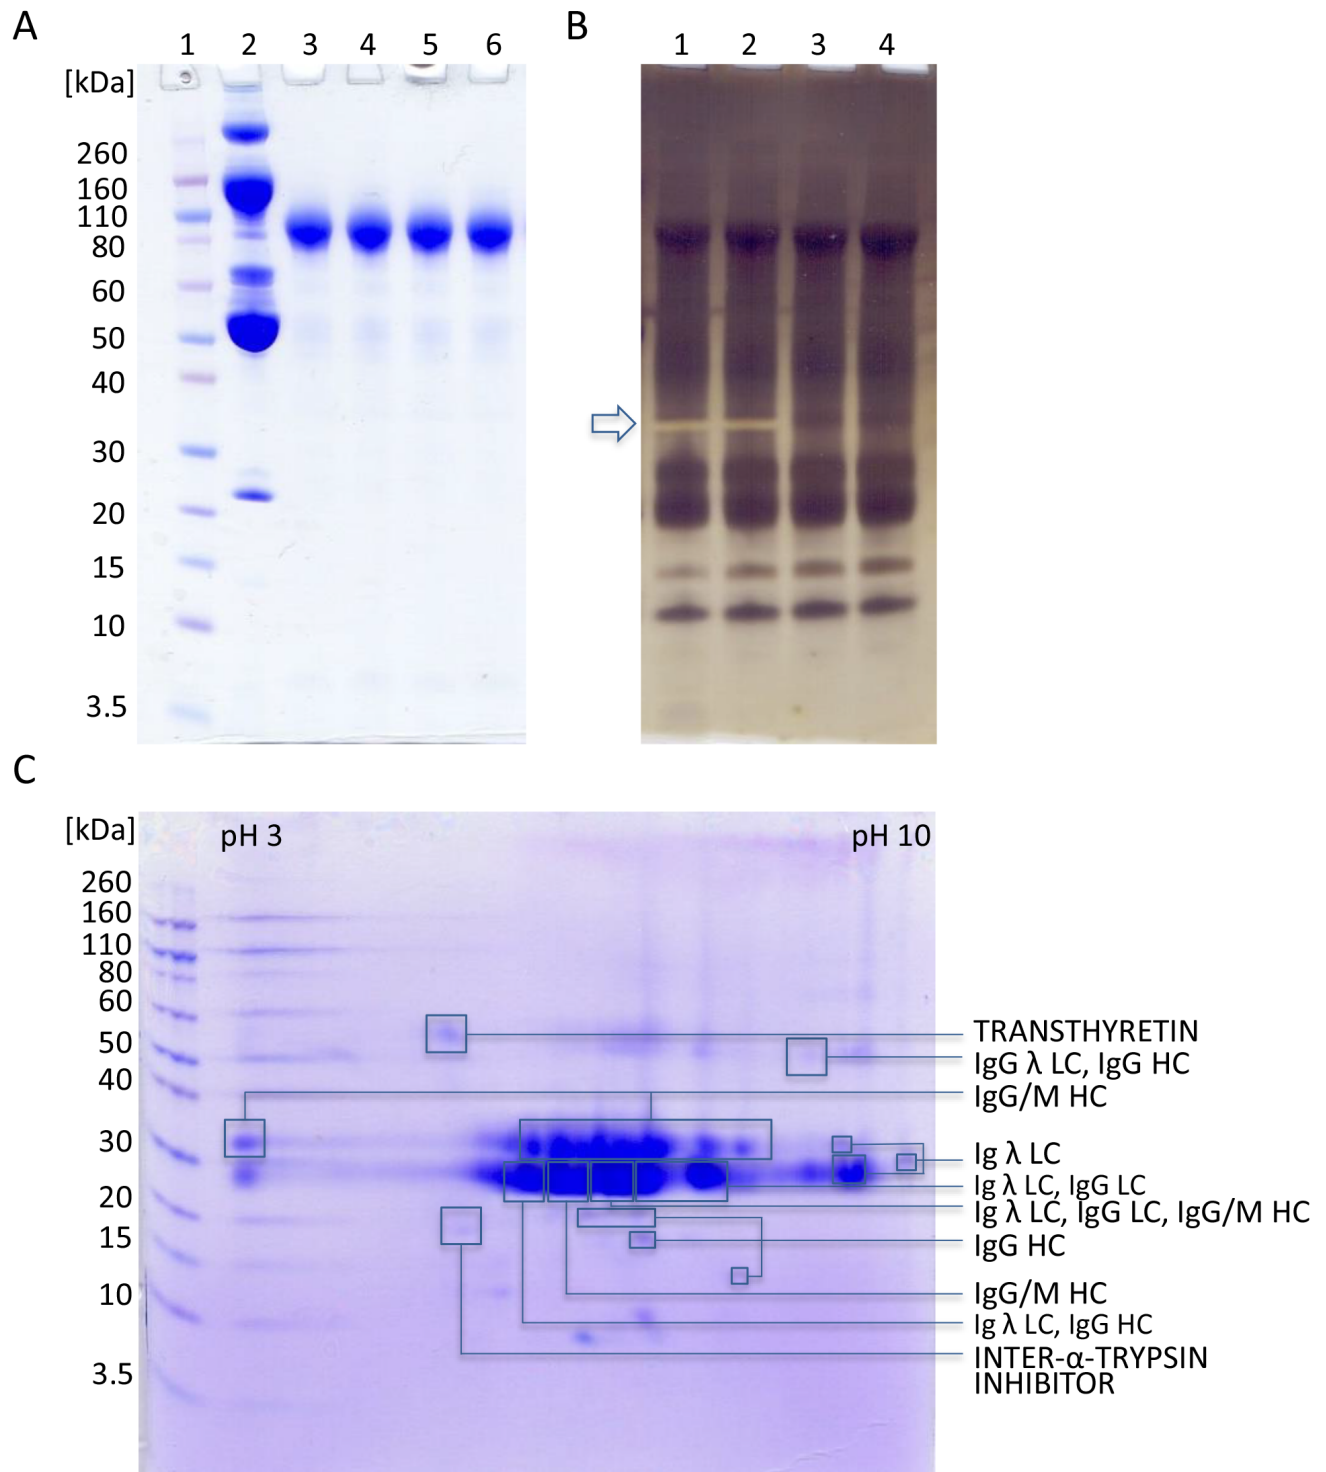 A
B
1 2 3 4 5 6
1 2 3 4
[kDa]
260
160
110
80
60
50
40
30
20
15
10
3.5
C
[kDa]
pH 3
pH 10
260
160
110
80
60
50
40
30
20
15
10
3.5
TRANSTHYRETIN
IgG λ LC, IgG HC
IgG/M HC
Ig λ LC
Ig λ LC, IgG LC
Ig λ LC, IgG LC, IgG/M HC
IgG HC
IgG/M HC
Ig λ LC, IgG HC
INTER-α-TRYPSIN
INHIBITOR